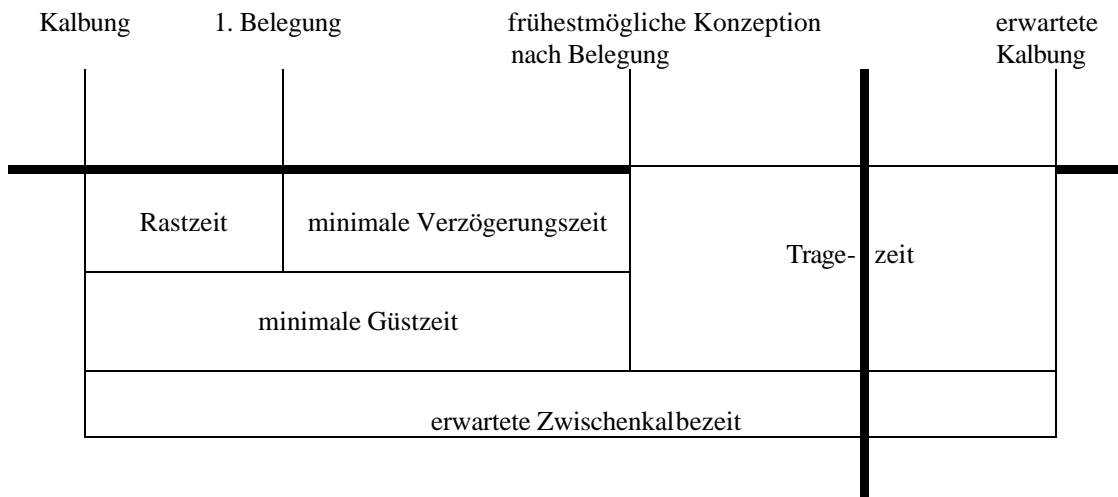 Kalbung 1. Belegung frühestmögliche Konzeption erwartete
nach Belegung Kalbung
Rastzeit minimale Verzögerungszeit
Trage- zeit
minimale Güstzeit
erwartete Zwischenkalbezeit